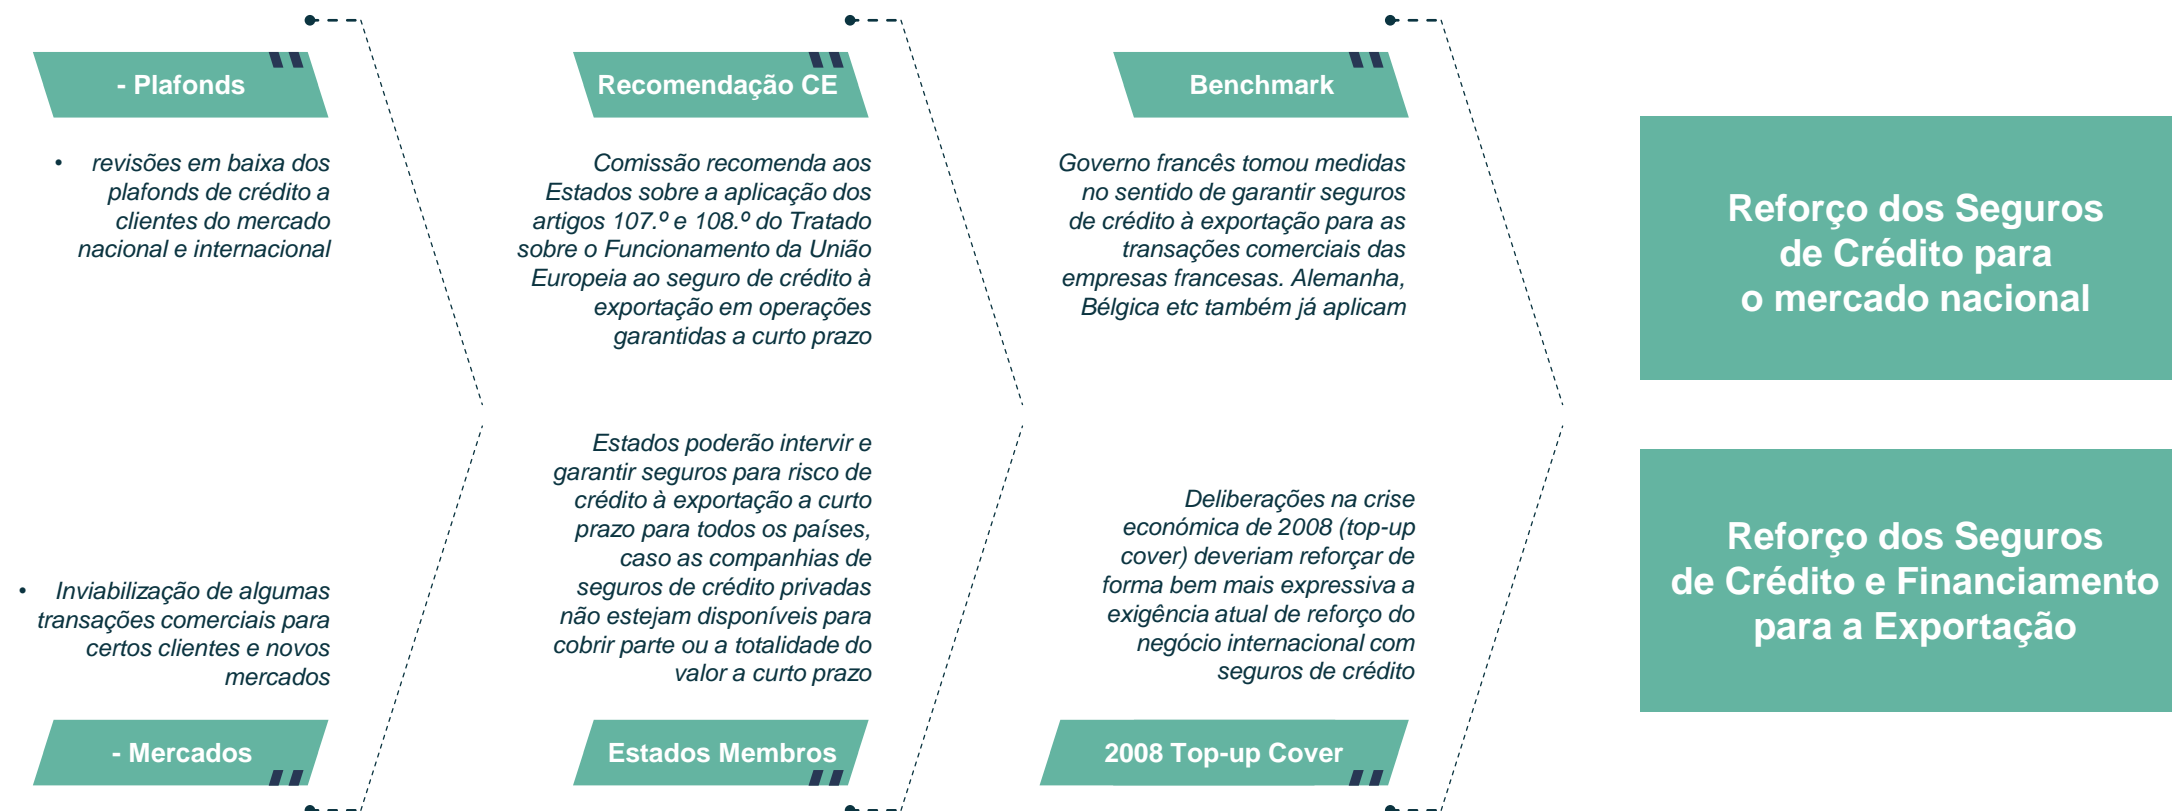 - Plafonds
• revisões em baixa dos
plafonds de crédito a
clientes do mercado
nacional e internacional
• Inviabilização de algumas
transações comerciais para
certos clientes e novos
mercados
- Mercados
Recomendação CE
Comissão recomenda aos
Estados sobre a aplicação dos
artigos 107.º e 108.º do Tratado
sobre o Funcionamento da União
Europeia ao seguro de crédito à
exportação em operações
garantidas a curto prazo
Estados poderão intervir e
garantir seguros para risco de
crédito à exportação a curto
prazo para todos os países,
caso as companhias de
seguros de crédito privadas
não estejam disponíveis para
cobrir parte ou a totalidade do
valor a curto prazo
Estados Membros
Benchmark
Governo francês tomou medidas
no sentido de garantir seguros
de crédito à exportação para as
transações comerciais das
empresas francesas. Alemanha,
Bélgica etc também já aplicam
Deliberações na crise
económica de 2008 (top-up
cover) deveriam reforçar de
forma bem mais expressiva a
exigência atual de reforço do
negócio internacional com
seguros de crédito
2008 Top-up Cover
Reforço dos Seguros
de Crédito para
o mercado nacional
Reforço dos Seguros
de Crédito e Financiamento
para a Exportação